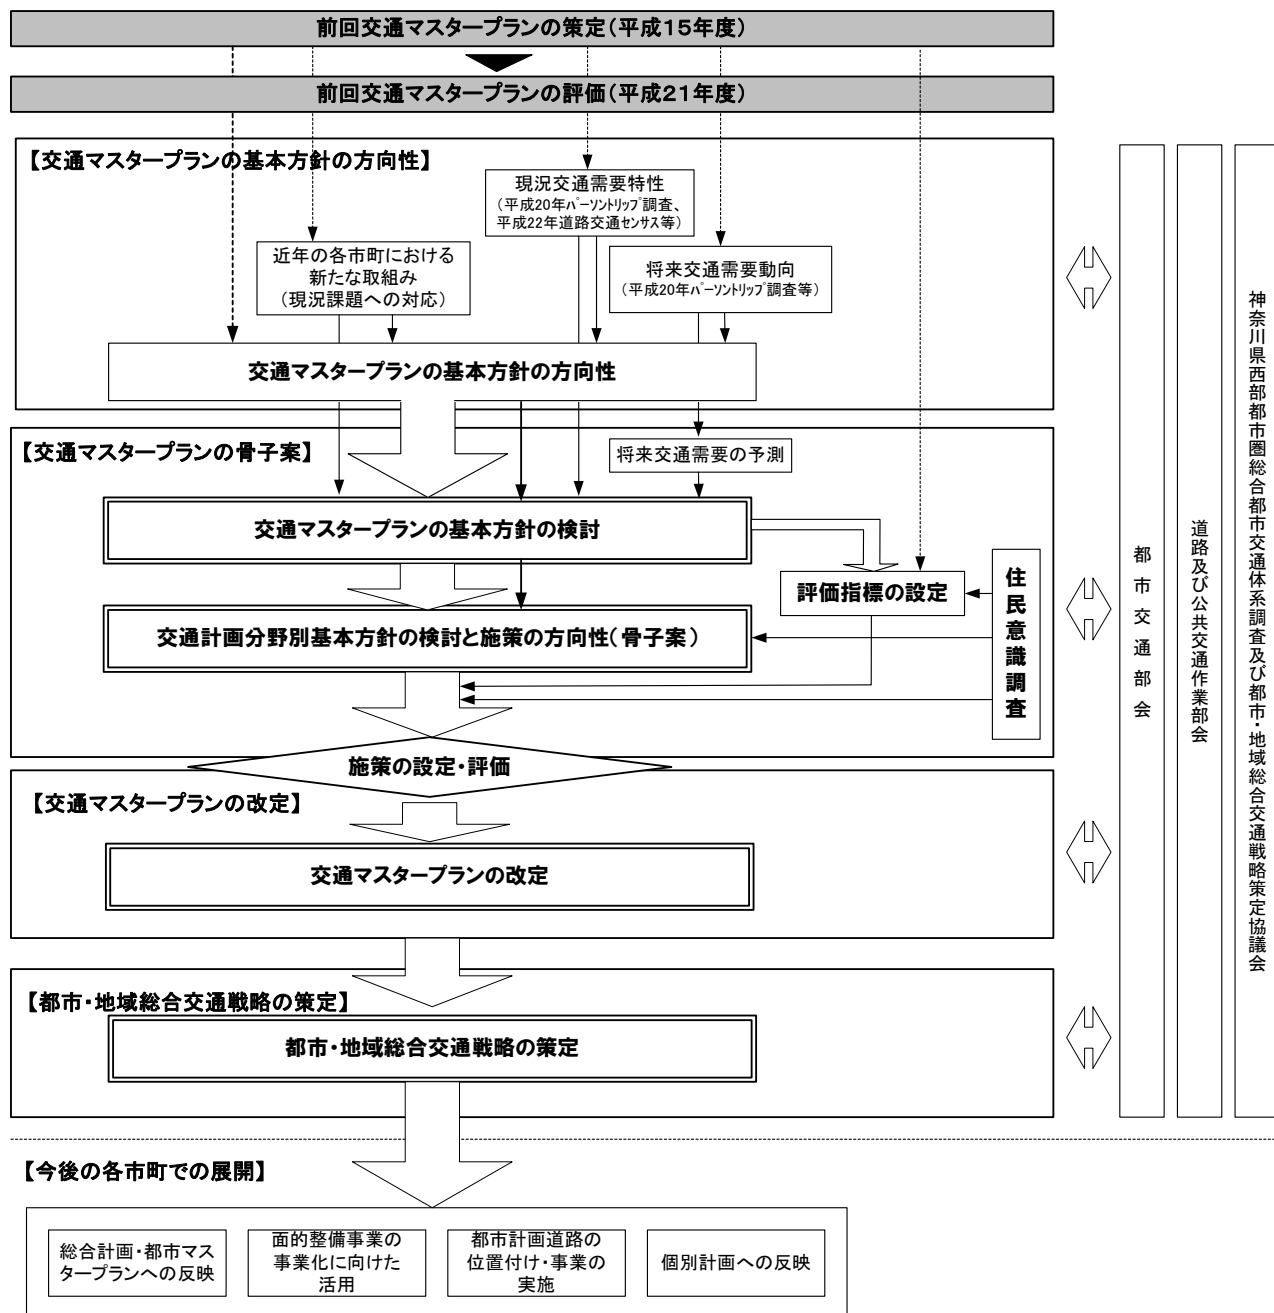 前回交通マスタープランの策定(平成15年度)
前回交通マスタープランの評価(平成21年度)
【交通マスタープランの基本方針の方向性】
現況交通需要特性
(平成20年パーソントリップ調査、
平成22年道路交通センサス等)
近年の各市町における
新たな取組み
(現況課題への対応)
将来交通需要動向
(平成20年パーソントリップ調査等)
交通マスタープランの基本方針の方向性
【交通マスタープランの骨子案】
将来交通需要の予測
交通マスタープランの基本方針の検討
評価指標の設定
住民意識調査
交通計画分野別基本方針の検討と施策の方向性(骨子案)
施策の設定・評価
【交通マスタープランの改定】
交通マスタープランの改定
【都市・地域総合交通戦略の策定】
都市・地域総合交通戦略の策定
都市交通部会
道路及び公共交通作業部会
神奈川県西部都市圏総合都市交通体系調査及び都市・地域総合交通戦略策定協議会
【今後の各市町での展開】
総合計画・都市マス
タープランへの反映
面的整備事業の
事業化に向けた
活用
都市計画道路の
位置付け・事業の
実施
個別計画への反映